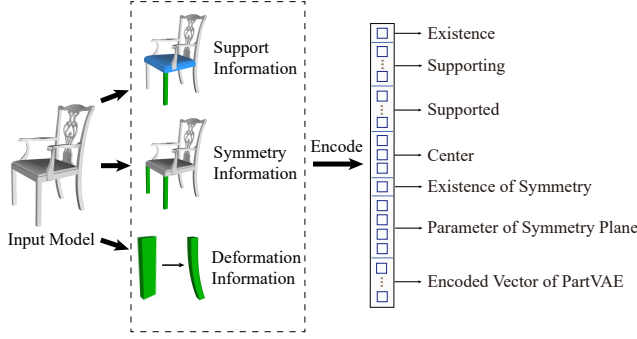 Support
Information
Symmetry
Information
Deformation
Information
Input Model
Encode
Existence
Supporting
Supported
Center
Existence of Symmetry
Parameter of Symmetry Plane
Encoded Vector of PartVAE